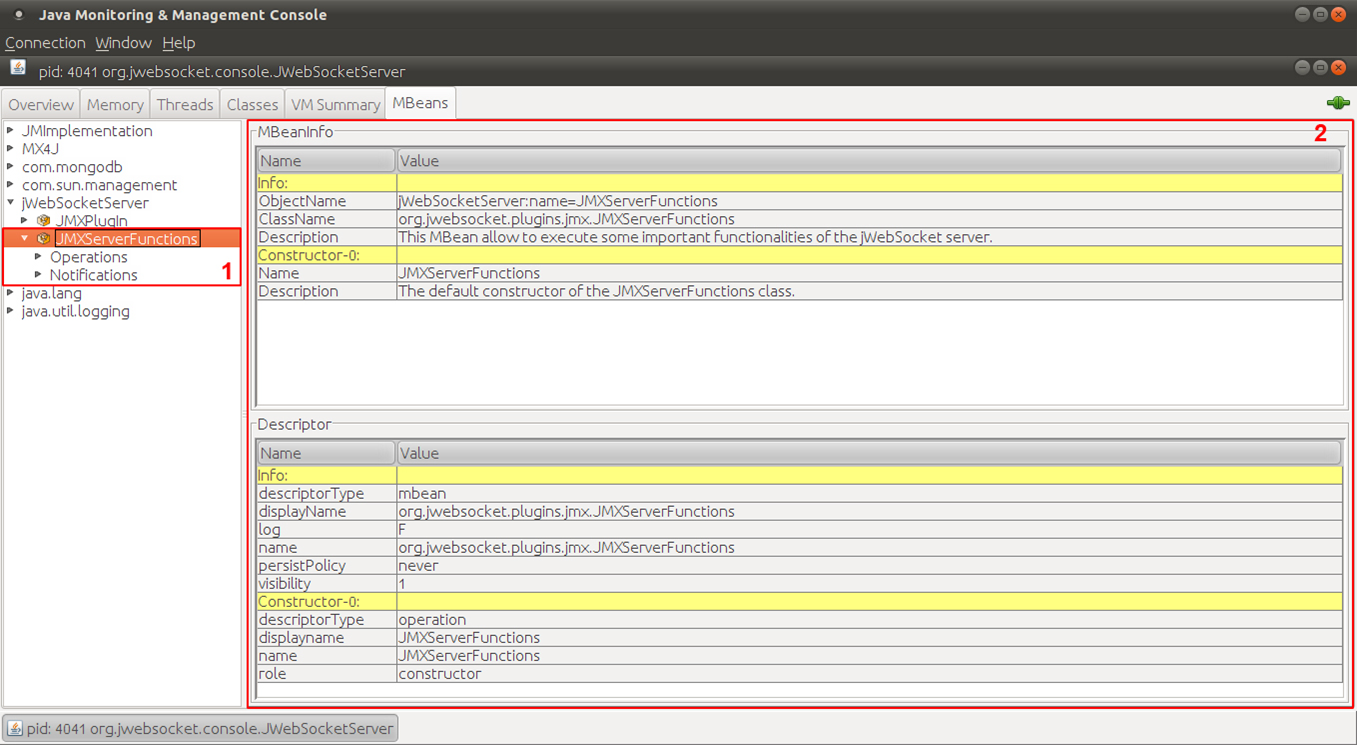 Java Monitoring & Management Console
Connection Window Help
pid: 4041 org.jwebsocket.console.JWebSocketServer
Overview Memory Threads Classes VM Summary MBeans
JMImplementation
MX4J
com.mongodb
com.sun.management
jWebSocketServer
JMXPlugIn
JMXServerFunctions
Operations
Notifications
1
java.lang
java.util.logging
2
MBeanInfo
Name Value
Info:
ObjectName jWebSocketServer:name=JMXServerFunctions
ClassName org.jwebsocket.plugins.jmx.JMXServerFunctions
Description This MBean allow to execute some important functionalities of the jWebSocket server.
Constructor-0:
Name JMXServerFunctions
Description The default constructor of the JMXServerFunctions class.
Descriptor
Name Value
Info:
descriptorType mbean
displayName org.jwebsocket.plugins.jmx.JMXServerFunctions
log F
name org.jwebsocket.plugins.jmx.JMXServerFunctions
persistPolicy never
visibility 1
Constructor-0:
descriptorType operation
displayname JMXServerFunctions
name JMXServerFunctions
role constructor
pid: 4041 org.jwebsocket.console.JWebSocketServer